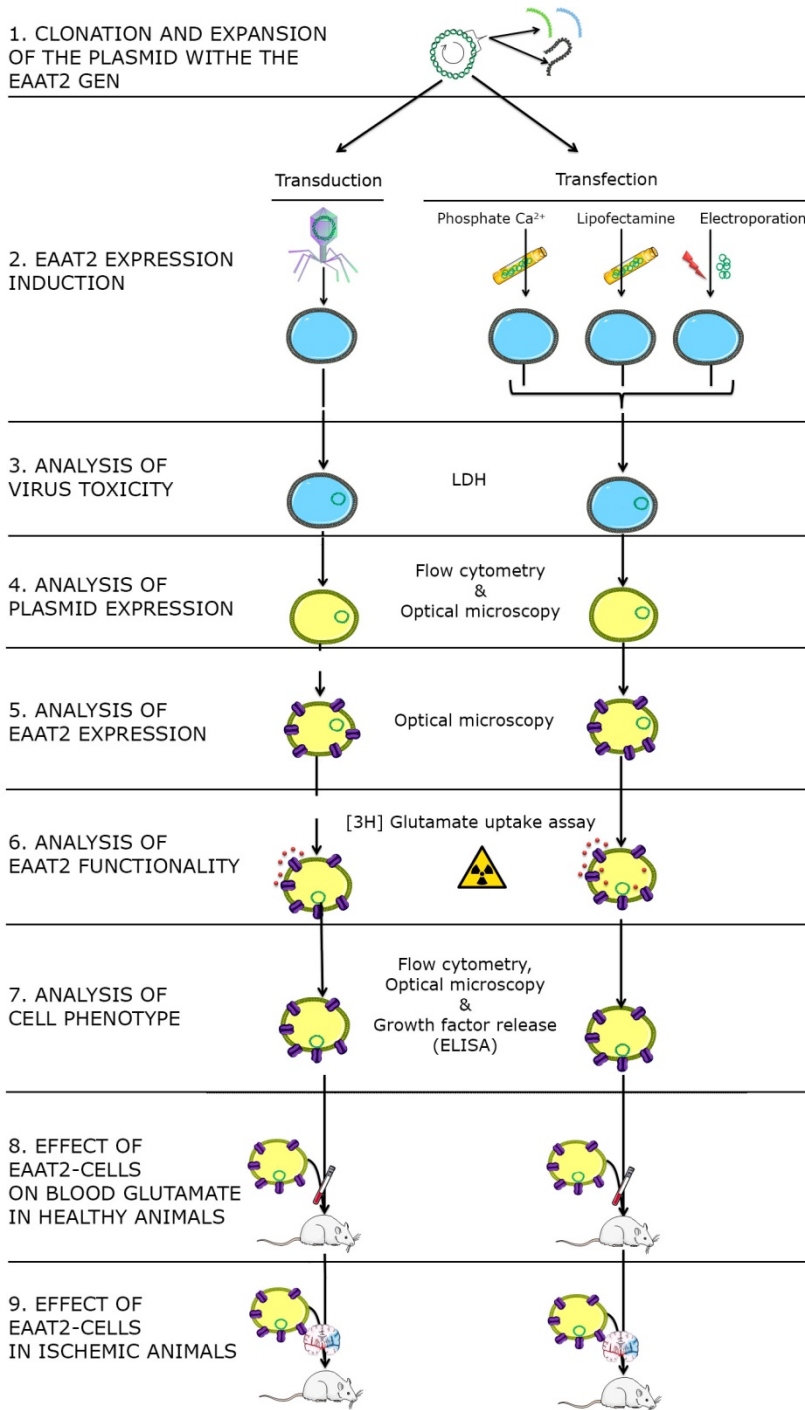 1. CLONATION AND EXPANSION
OF THE PLASMID WITHE THE
EAAT2 GEN
Transduction
Transfection
Phosphate Ca²⁺
Lipofectamine
Electroporation
2. EAAT2 EXPRESSION
INDUCTION
3. ANALYSIS OF
VIRUS TOXICITY
LDH
4. ANALYSIS OF
PLASMID EXPRESSION
Flow cytometry
&
Optical microscopy
5. ANALYSIS OF
EAAT2 EXPRESSION
Optical microscopy
6. ANALYSIS OF
EAAT2 FUNCTIONALITY
[3H] Glutamate uptake assay
7. ANALYSIS OF
CELL PHENOTYPE
Flow cytometry,
Optical microscopy
&
Growth factor release
(ELISA)
8. EFFECT OF
EAAT2-CELLS
ON BLOOD GLUTAMATE
IN HEALTHY ANIMALS
9. EFFECT OF
EAAT2-CELLS
IN ISCHEMIC ANIMALS